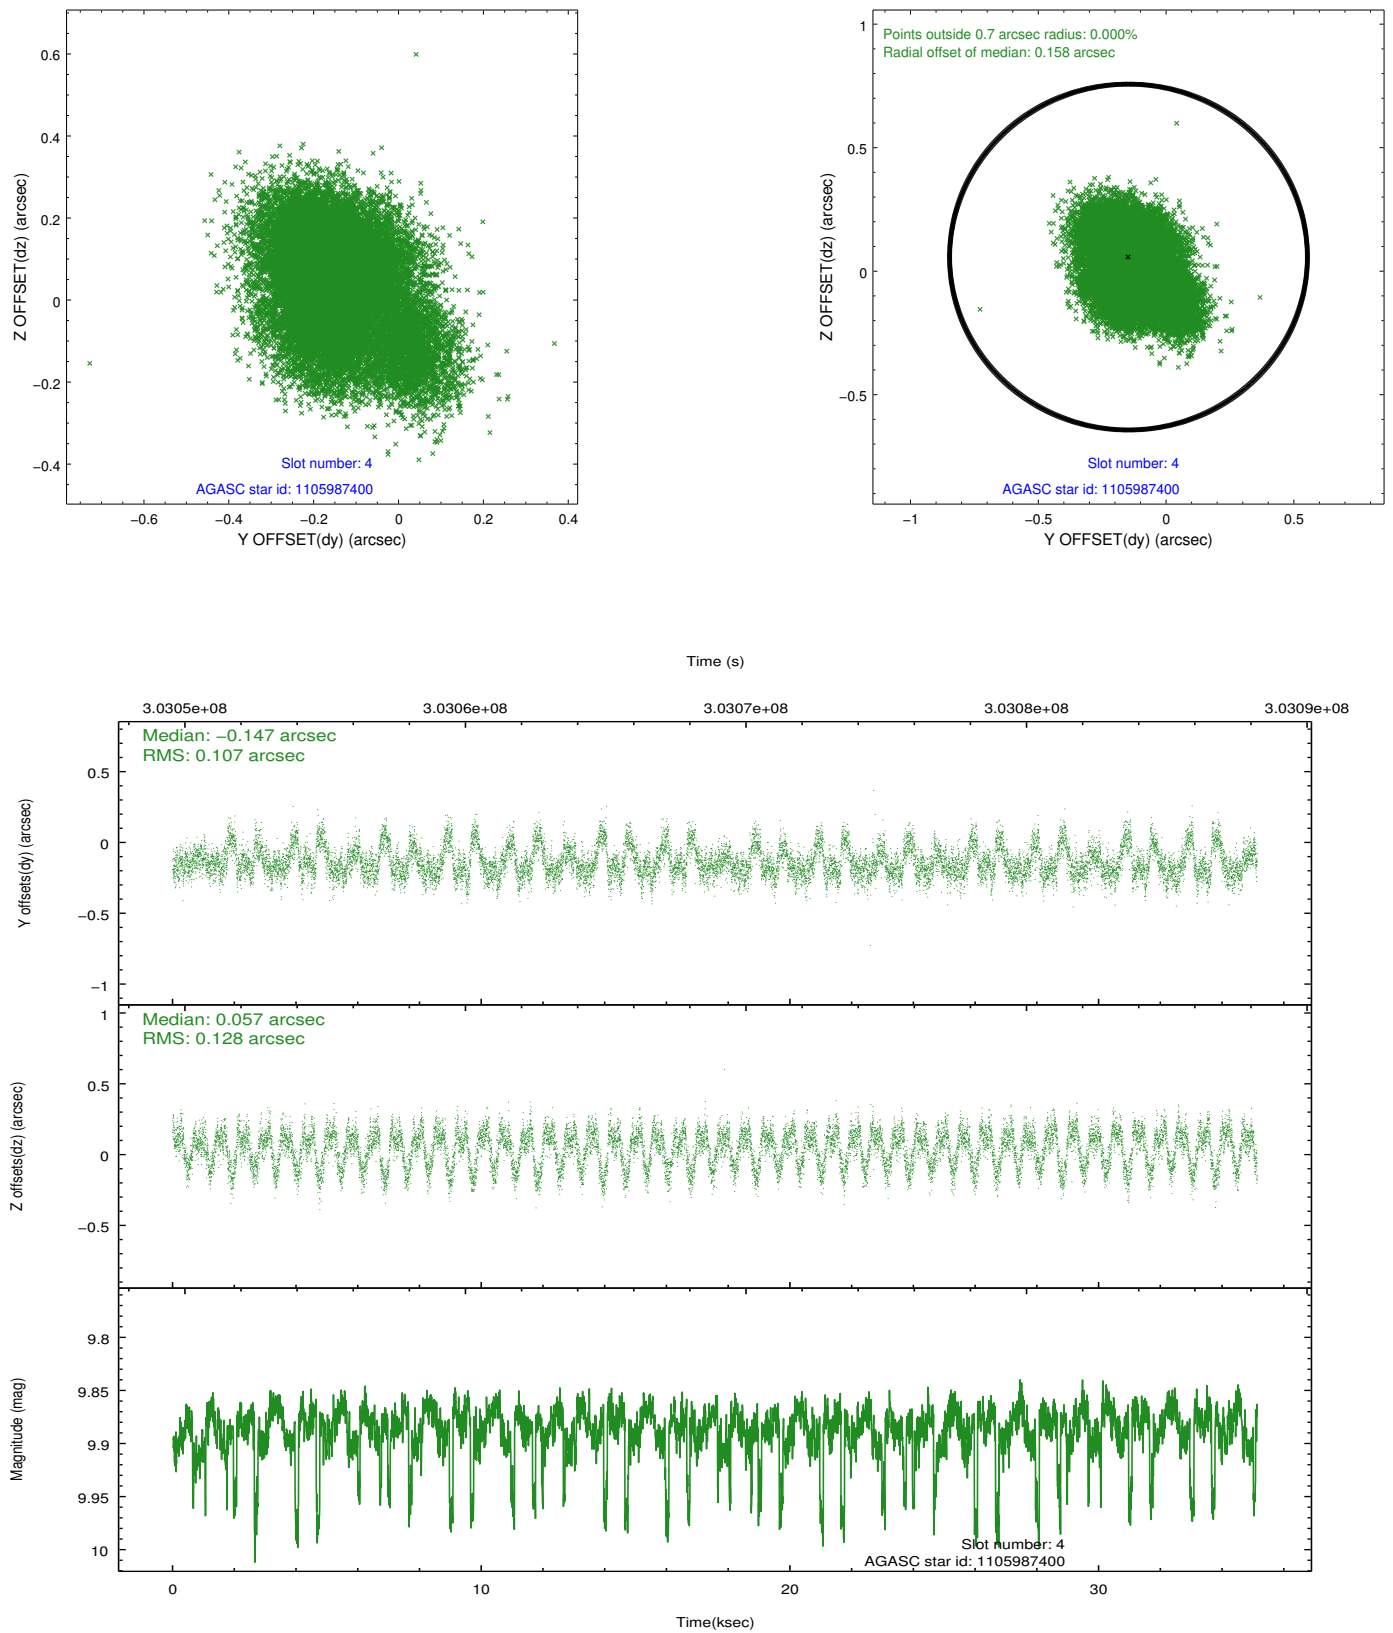 0.6
0.4
0.2
0
−0.2
−0.4
Z OFFSET(dz) (arcsec)
Slot number: 4
AGASC star id: 1105987400
−0.6 −0.4 −0.2 0 0.2 0.4
Y OFFSET(dy) (arcsec)
Points outside 0.7 arcsec radius: 0.000%
Radial offset of median: 0.158 arcsec
1
0.5
0
−0.5
Z OFFSET(dz) (arcsec)
Slot number: 4
AGASC star id: 1105987400
−1 −0.5 0 0.5
Y OFFSET(dy) (arcsec)
Time (s)
3.0305e+08 3.0306e+08 3.0307e+08 3.0308e+08 3.0309e+08
Median: −0.147 arcsec
RMS: 0.107 arcsec
0.5
0
−0.5
−1
Y offsets(dy) (arcsec)
Median: 0.057 arcsec
RMS: 0.128 arcsec
1
0.5
0
−0.5
Z offsets(dz) (arcsec)
9.8
9.85
9.9
9.95
10
Magnitude (mag)
Slot number: 4
AGASC star id: 1105987400
0 10 20 30
Time(ksec)